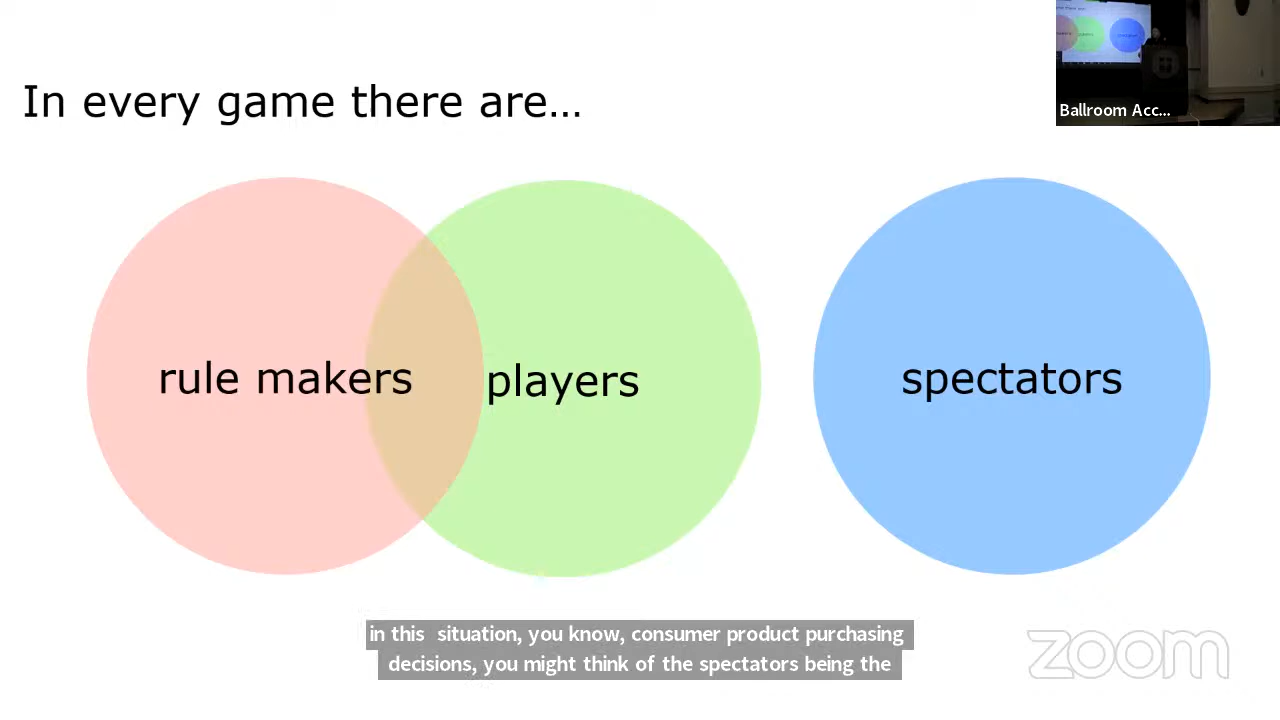 In every game there are…
Ballroom Acc...
rule makers
players
spectators
in this situation, you know, consumer product purchasing
decisions, you might think of the spectators being the
zoom